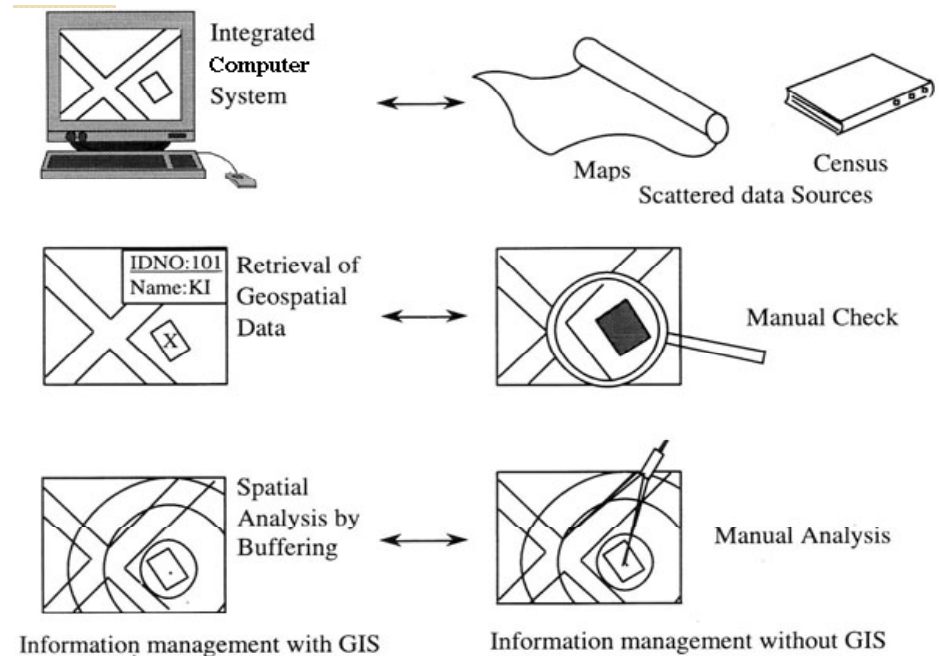 Integrated
Computer
System
Maps
Census
Scattered data Sources
IDNO:101
Name:KI
X
Retrieval of
Geospatial
Data
Manual Check
Spatial
Analysis by
Buffering
Manual Analysis
Information management with GIS
Information management without GIS